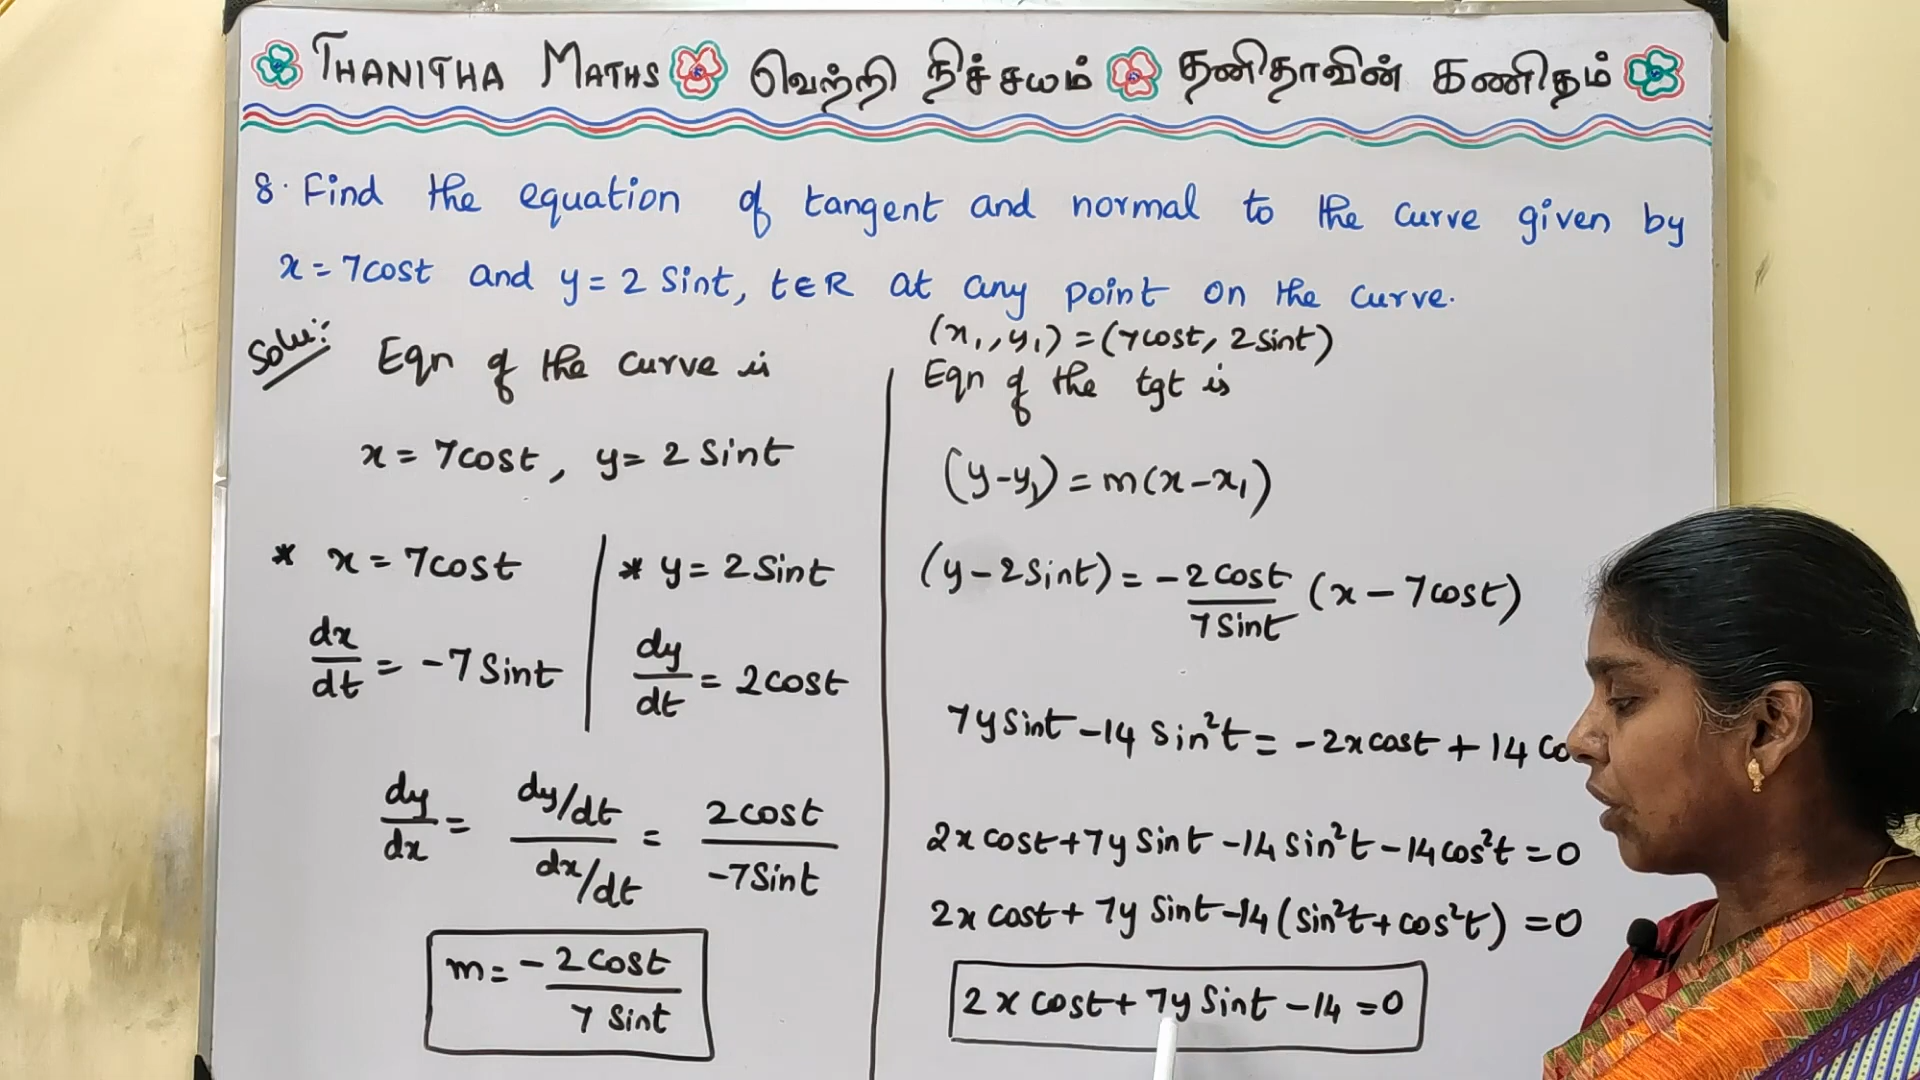 THANITHA MATHS வெற்றி நிச்சயம் தனிதாவின் கணிதம்
8. Find the equation of tangent and normal to the curve given by
x = 7cost and y = 2 Sint, t∈R at any point on the curve.
Solu:
Eqn of the curve is
x = 7cost, y = 2 Sint
* x = 7cost
dx/dt = -7 Sint
* y = 2 Sint
dy/dt = 2cost
dy/dx = (dy/dt)/(dx/dt) = 2cost/-7Sint
m = - 2cost/7 Sint
(x₁, y₁) = (7cost, 2sint)
Eqn of the tgt is
(y-y₁) = m(x-x₁)
(y-2Sint) = -2cost/7Sint (x - 7cost)
7y Sint - 14 Sin²t = -2x cost + 14 Co
2x cost + 7y Sint - 14 Sin²t - 14 cos²t = 0
2x cost + 7y Sint - 14 (Sin²t + cos²t) = 0
2x cost + 7y Sint - 14 = 0